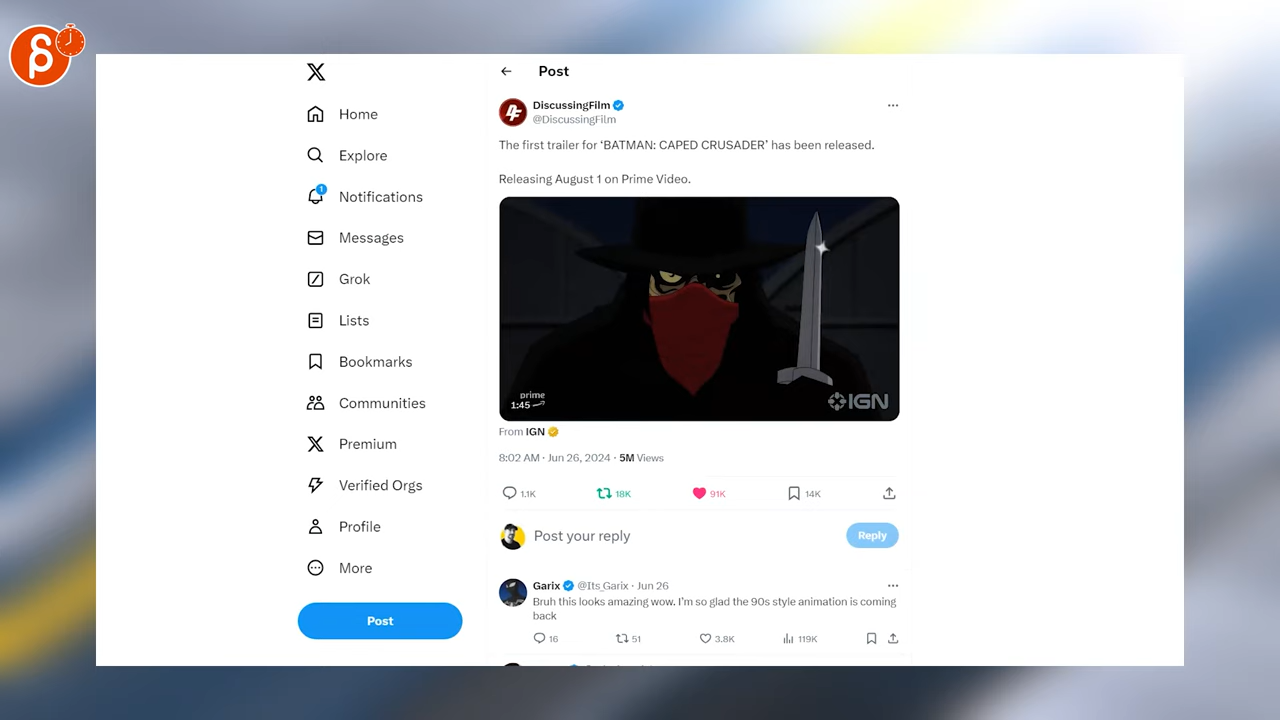 Post
DiscussingFilm
@DiscussingFilm
The first trailer for ‘BATMAN: CAPED CRUSADER’ has been released.
Releasing August 1 on Prime Video.
prime
1:45
IGN
From IGN
8:02 AM · Jun 26, 2024 · 5M Views
1.1K 18K 91K 14K
Post your reply
Reply
Garix @Its_Garix · Jun 26
Bruh this looks amazing wow. I’m so glad the 90s style animation is coming
back
16 51 3.8K 119K
Home
Explore
1
Notifications
Messages
Grok
Lists
Bookmarks
Communities
Premium
Verified Orgs
Profile
More
Post